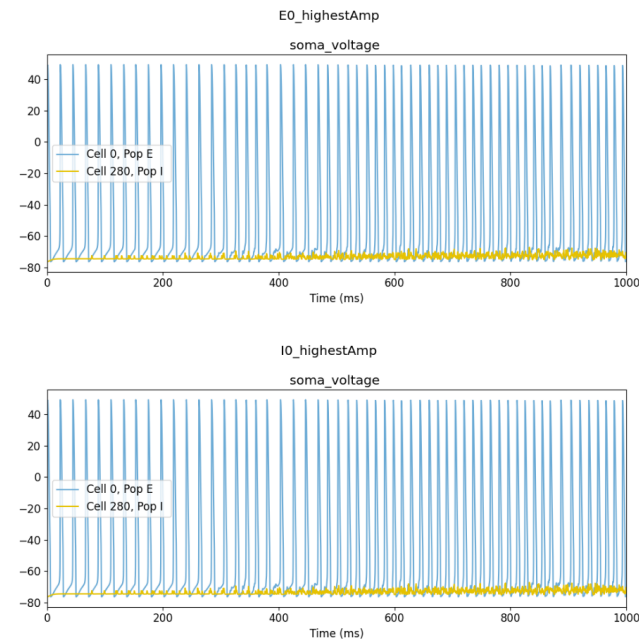 E0_highestAmp
soma_voltage
40
20
0
−20
−40
−60
−80
Cell 0, Pop E
Cell 280, Pop I
0 200 400 600 800 1000
Time (ms)
I0_highestAmp
soma_voltage
40
20
0
−20
−40
−60
−80
Cell 0, Pop E
Cell 280, Pop I
0 200 400 600 800 1000
Time (ms)